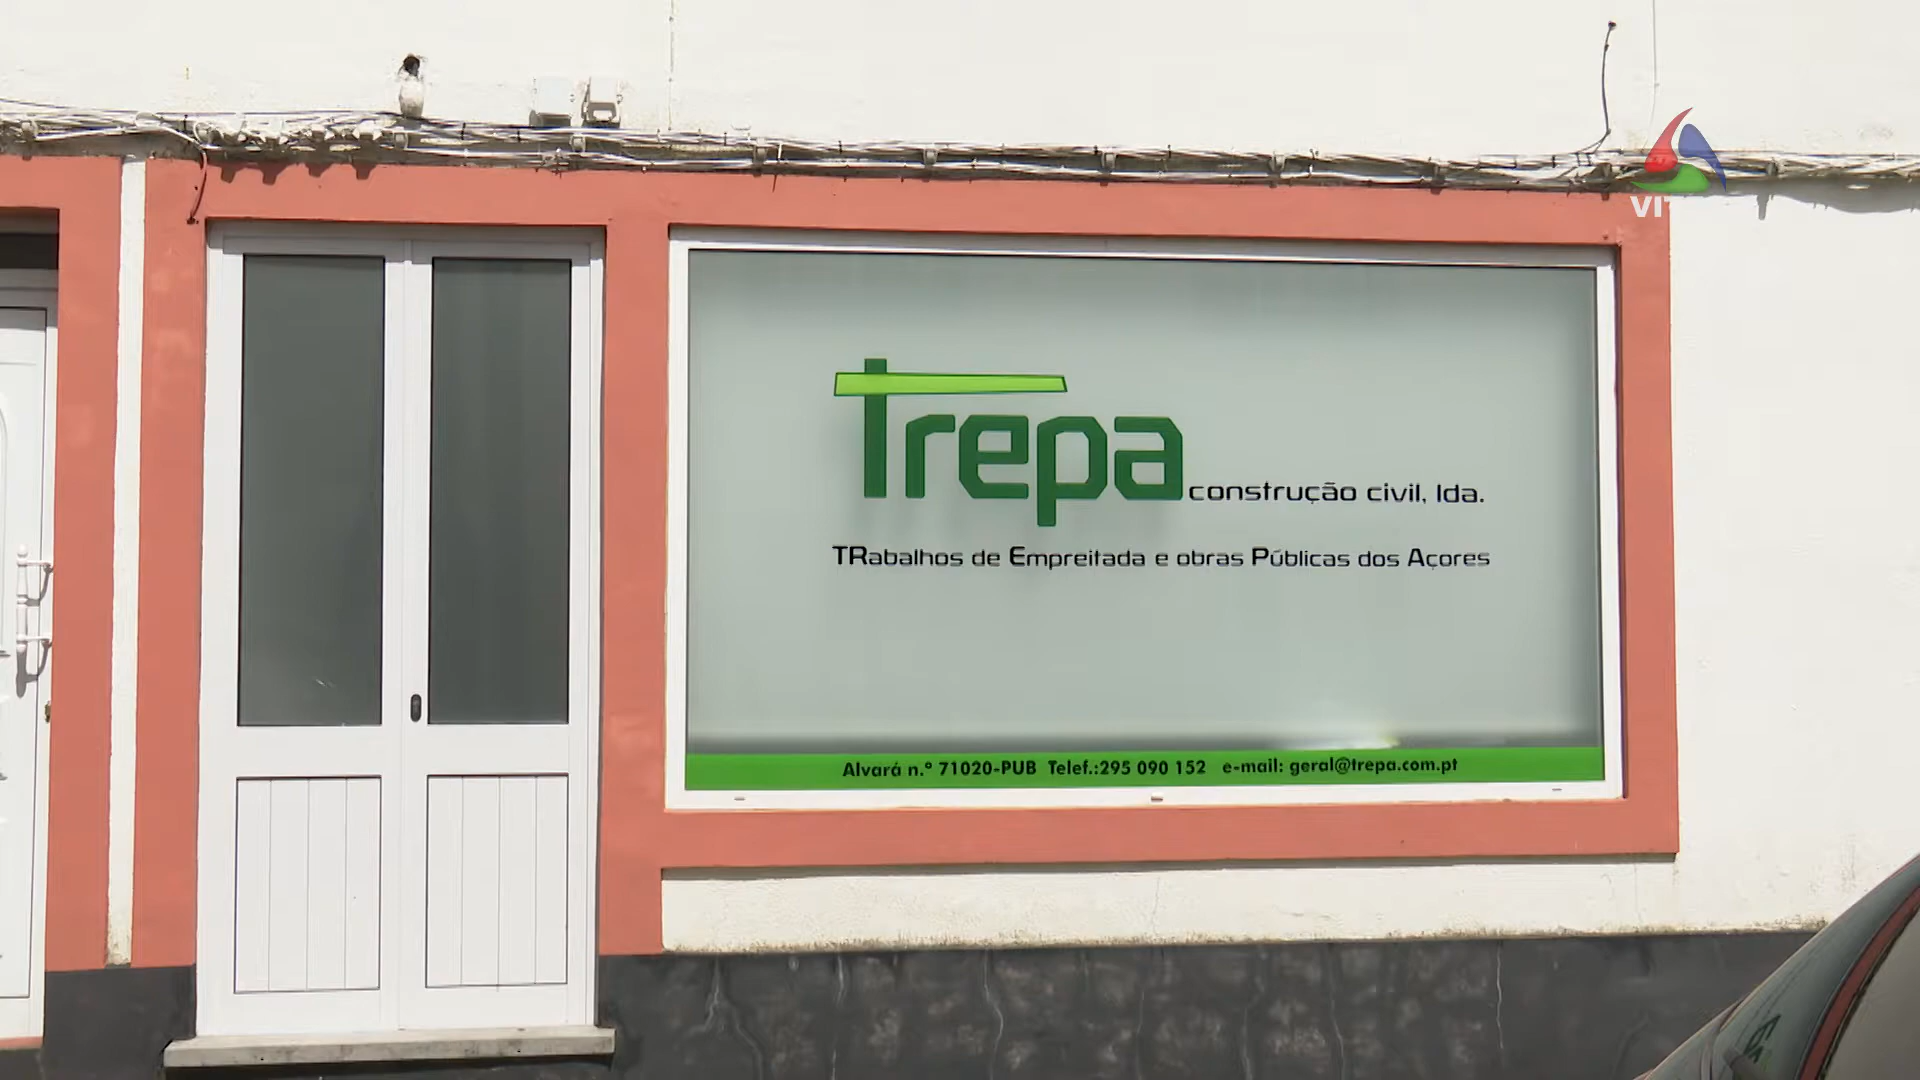 Trepa construção civil, lda.
TRabalhos de Empreitada e obras Públicas dos Açores
Alvará n.º 71020-PUB Telef.:295 090 152 e-mail: geral@trepa.com.pt